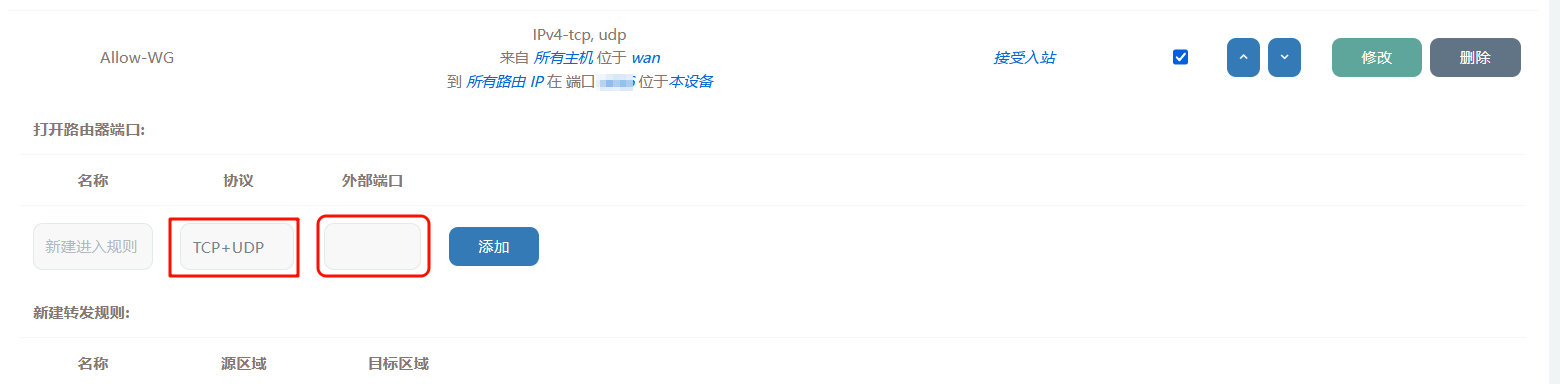 IPv4-tcp, udp
Allow-WG
来自 所有主机 位于 wan
接受入站
修改
删除
到 所有路由 IP 在 端口 位于本设备
打开路由器端口:
名称
协议
外部端口
新建进入规则
TCP+UDP
添加
新建转发规则:
名称
源区域
目标区域